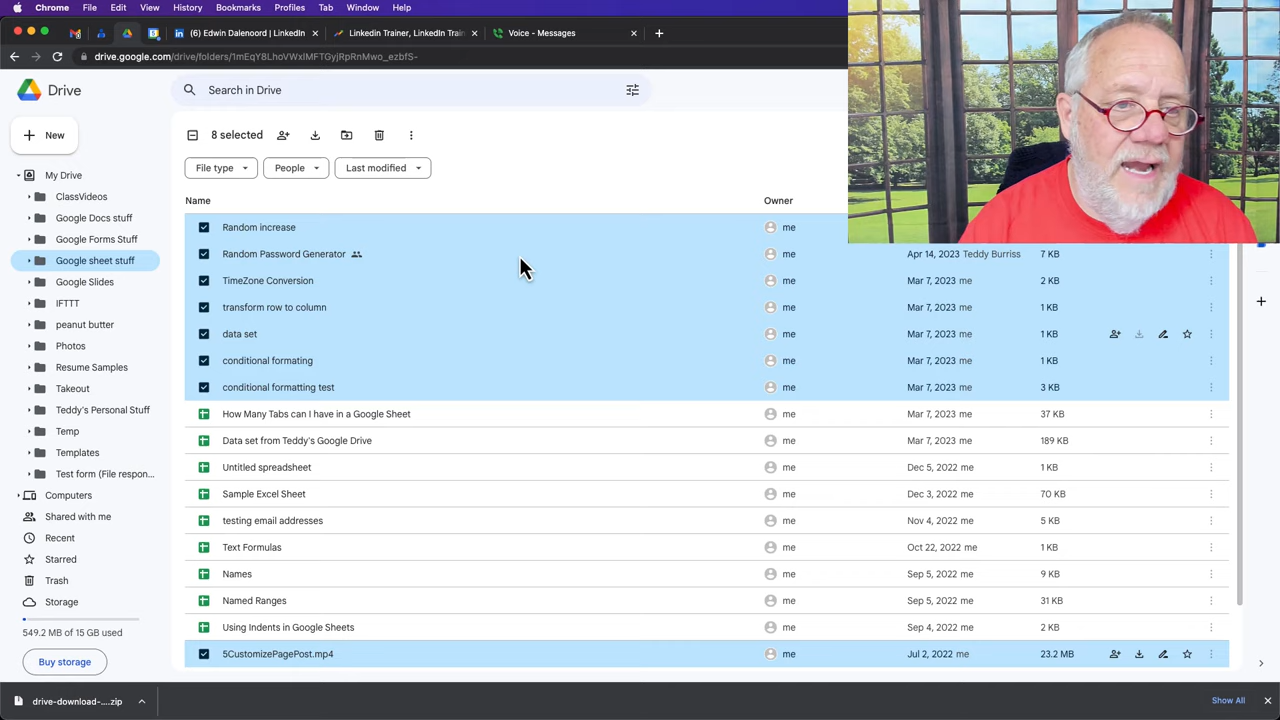 Chrome File Edit View History Bookmarks Profiles Tab Window Help
(6) Edwin Dalenoord | LinkedIn
Linkedin Trainer, LinkedIn Train
Voice - Messages
drive.google.com/drive/folders/1mEqY8LhoVWxIMFTGyjRpRnMwo_ezbfS-
Drive
Search in Drive
New
8 selected
File type
People
Last modified
Name
Owner
My Drive
ClassVideos
Google Docs stuff
Google Forms Stuff
Google sheet stuff
Google Slides
IFTTT
peanut butter
Photos
Resume Samples
Takeout
Teddy's Personal Stuff
Temp
Templates
Test form (File respon...
Computers
Shared with me
Recent
Starred
Trash
Storage
549.2 MB of 15 GB used
Buy storage
Random increase me
Random Password Generator me Apr 14, 2023 Teddy Burriss 7 KB
TimeZone Conversion me Mar 7, 2023 me 2 KB
transform row to column me Mar 7, 2023 me 1 KB
data set me Mar 7, 2023 me 1 KB
conditional formating me Mar 7, 2023 me 1 KB
conditional formatting test me Mar 7, 2023 me 3 KB
How Many Tabs can I have in a Google Sheet me Mar 7, 2023 me 37 KB
Data set from Teddy's Google Drive me Mar 7, 2023 me 189 KB
Untitled spreadsheet me Dec 5, 2022 me 1 KB
Sample Excel Sheet me Dec 3, 2022 me 70 KB
testing email addresses me Nov 4, 2022 me 5 KB
Text Formulas me Oct 22, 2022 me 1 KB
Names me Sep 5, 2022 me 9 KB
Named Ranges me Sep 5, 2022 me 31 KB
Using Indents in Google Sheets me Sep 4, 2022 me 2 KB
5CustomizePagePost.mp4 me Jul 2, 2022 me 23.2 MB
drive-download-....zip
Show All